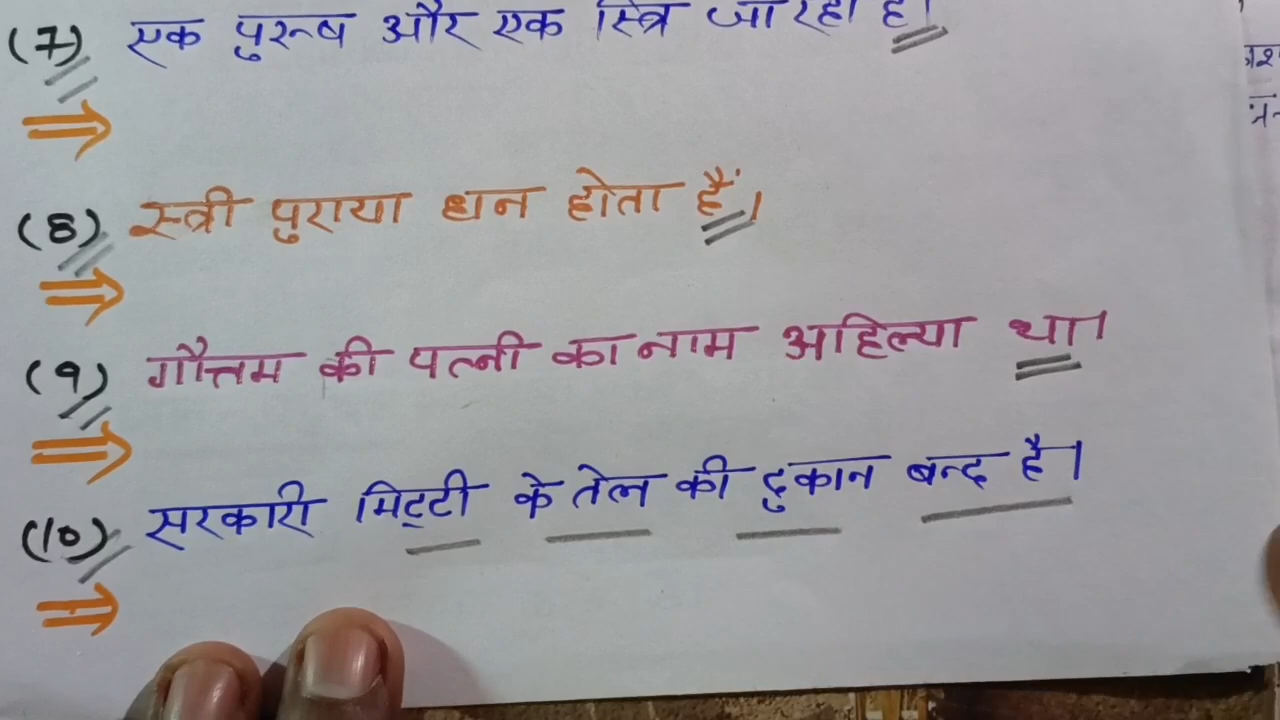 (7) एक पुरुष और एक स्त्रि जा रहा है।
(8) स्त्री पुराया धन होता हैं।
(9) गौत्तम की पत्नी का नाम अहिल्या था।
(10) सरकारी मिट्टी के तेल की दुकान बन्द है।